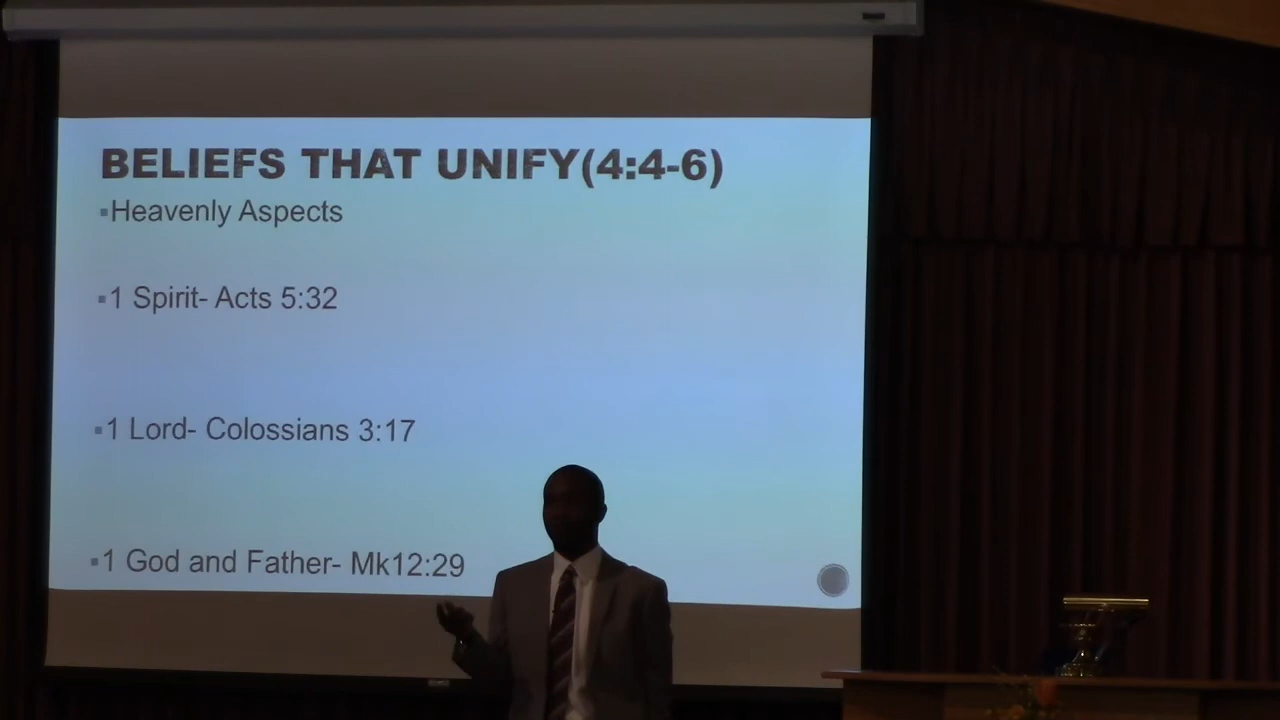 BELIEFS THAT UNIFY(4:4-6)
▪Heavenly Aspects
▪1 Spirit- Acts 5:32
▪1 Lord- Colossians 3:17
▪1 God and Father- Mk12:29